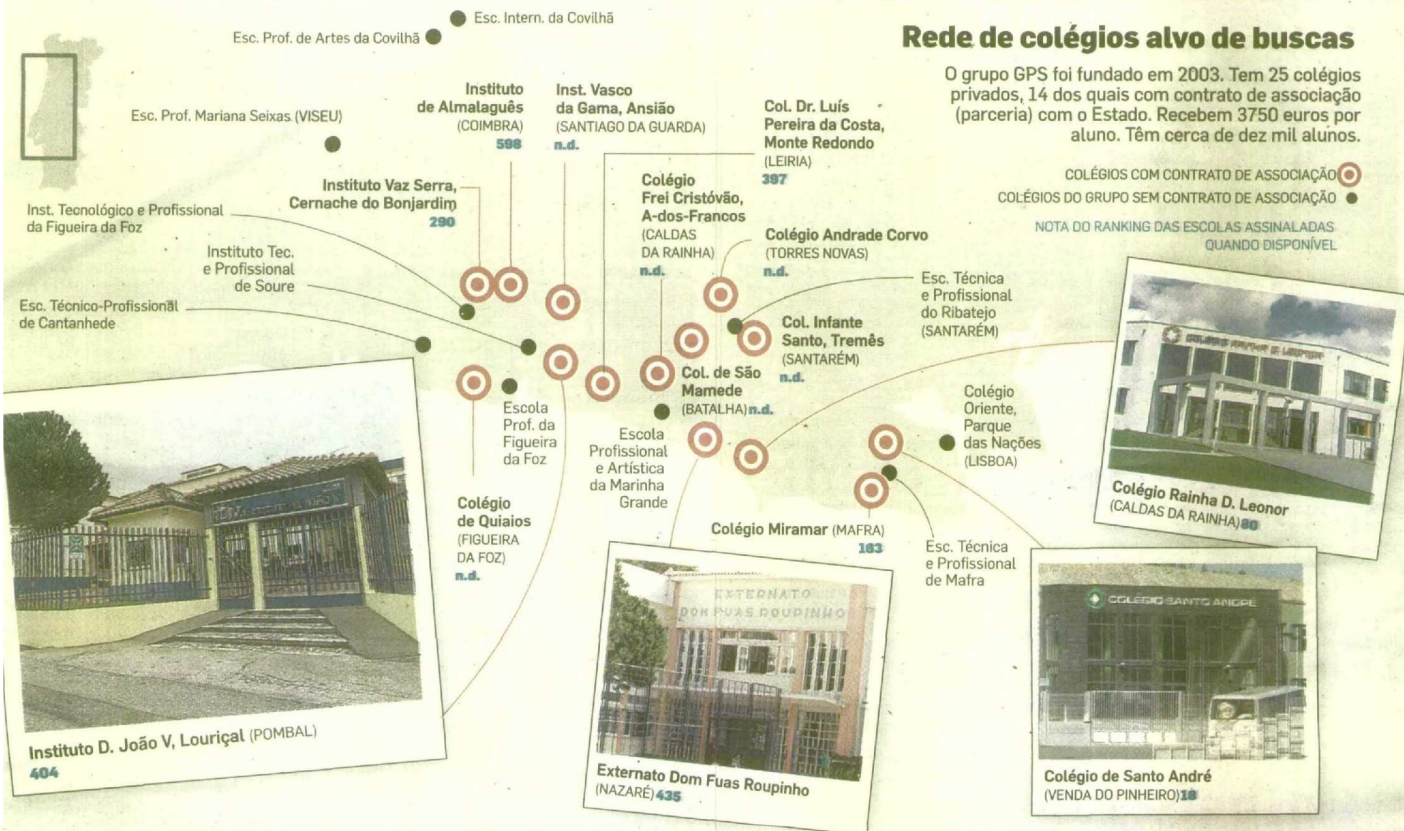 Rede de colégios alvo de buscas
O grupo GPS foi fundado em 2003. Tem 25 colégios
privados, 14 dos quais com contrato de associação
(parceria) com o Estado. Recebem 3750 euros por
aluno. Têm cerca de dez mil alunos.
COLÉGIOS COM CONTRATO DE ASSOCIAÇÃO
COLÉGIOS DO GRUPO SEM CONTRATO DE ASSOCIAÇÃO
NOTA DO RANKING DAS ESCOLAS ASSINALADAS
QUANDO DISPONÍVEL
Esc. Intern. da Covilhã
Esc. Prof. de Artes da Covilhã
Esc. Prof. Mariana Seixas (VISEU)
Instituto
de Almalaguês
(COIMBRA)
598
Inst. Vasco
da Gama, Ansião
(SANTIAGO DA GUARDA)
n.d.
Col. Dr. Luís
Pereira da Costa,
Monte Redondo
(LEIRIA)
397
Instituto Vaz Serra,
Cernache do Bonjardim
290
Colégio
Frei Cristóvão,
A-dos-Francos
(CALDAS
DA RAINHA)
n.d.
Colégio Andrade Corvo
(TORRES NOVAS)
n.d.
Inst. Tecnológico e Profissional
da Figueira da Foz
Instituto Tec.
e Profissional
de Soure
Esc. Técnico-Profissional
de Cantanhede
Esc. Técnica
e Profissional
do Ribatejo
(SANTARÉM)
Col. Infante
Santo, Tremês
(SANTARÉM)
n.d.
Col. de São
Mamede
(BATALHA) n.d.
Escola
Prof. da
Figueira
da Foz
Escola
Profissional
e Artística
da Marinha
Grande
Colégio
Oriente,
Parque
das Nações
(LISBOA)
Colégio
de Quiaios
(FIGUEIRA
DA FOZ)
n.d.
Colégio Miramar (MAFRA)
163
Esc. Técnica
e Profissional
de Mafra
COLÉGIO RAINHA D. LEONOR
Colégio Rainha D. Leonor
(CALDAS DA RAINHA) 80
Instituto D. João V, Louriçal (POMBAL)
404
EXTERNATO
DOM FUAS ROUPINHO
Externato Dom Fuas Roupinho
(NAZARÉ) 435
COLÉGIO SANTO ANDRÉ
Colégio de Santo André
(VENDA DO PINHEIRO) 18